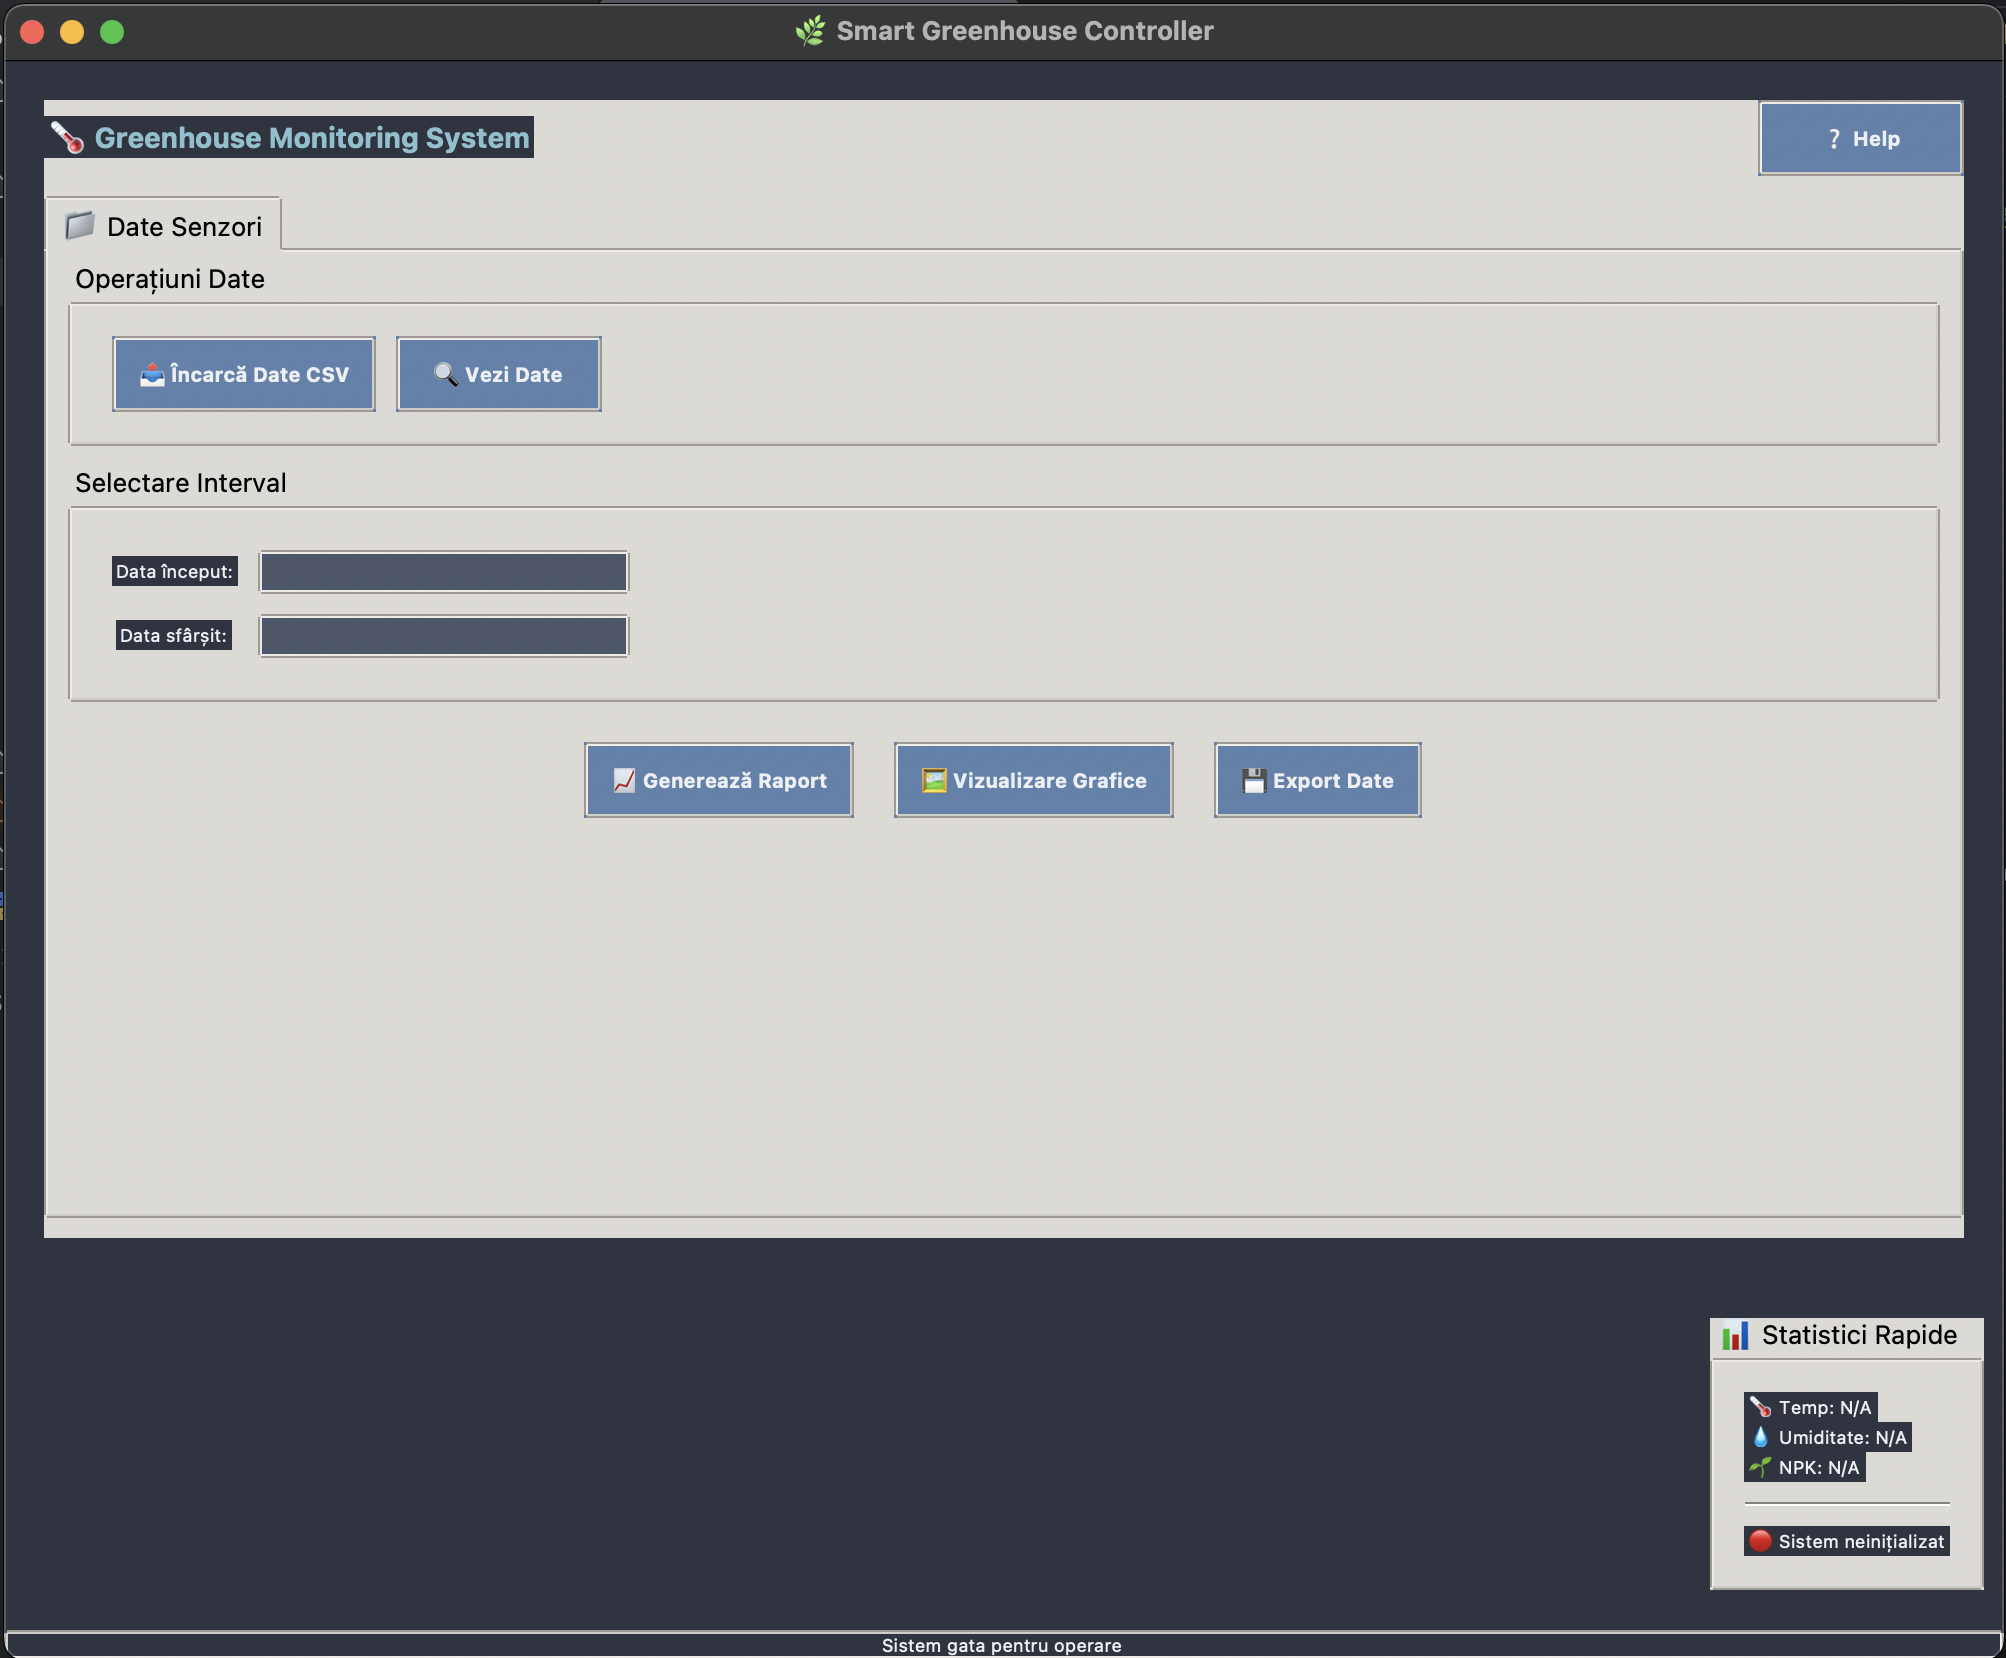 Smart Greenhouse Controller
Greenhouse Monitoring System
? Help
Date Senzori
Operațiuni Date
Încarcă Date CSV
Vezi Date
Selectare Interval
Data început:
Data sfârșit:
Generează Raport
Vizualizare Grafice
Export Date
Statistici Rapide
Temp: N/A
Umiditate: N/A
NPK: N/A
Sistem neinițializat
Sistem gata pentru operare